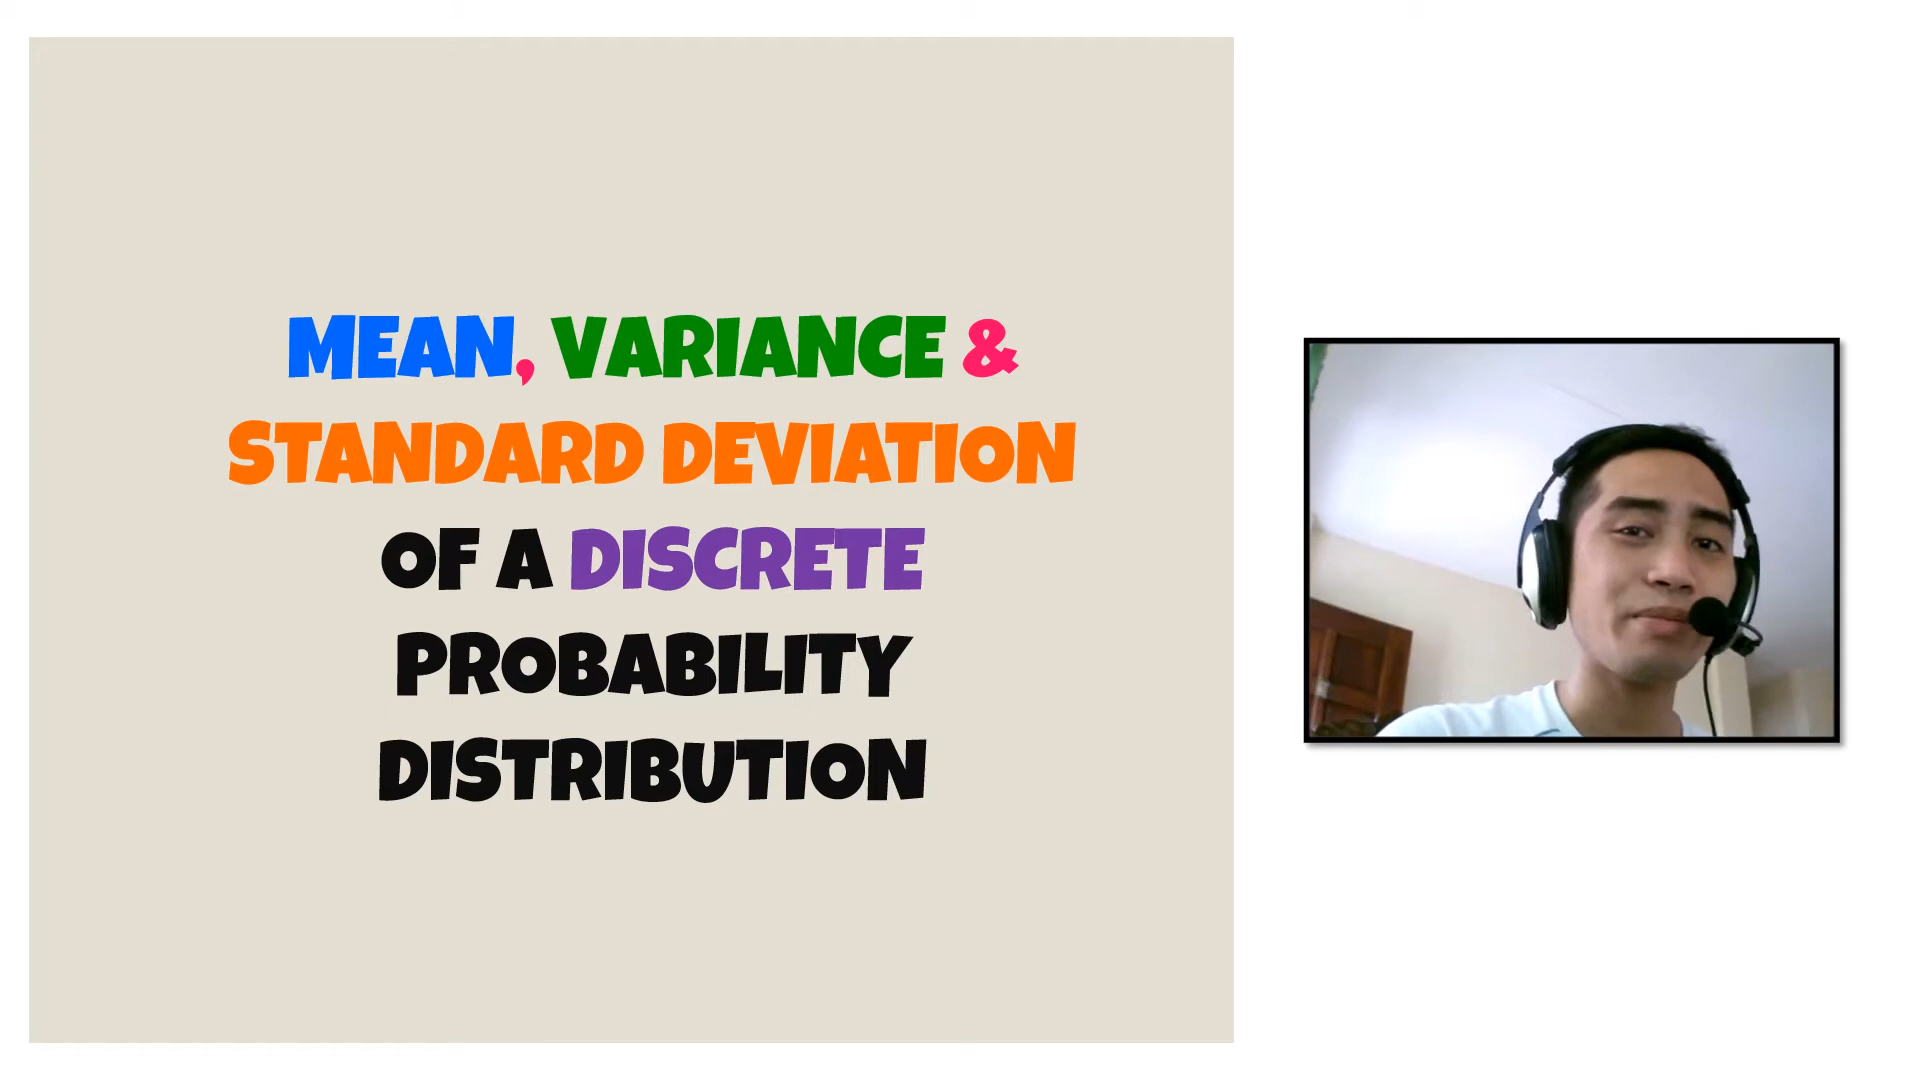 MEAN, VARIANCE &
STANDARD DEVIATION
OF A DISCRETE
PROBABILITY
DISTRIBUTION